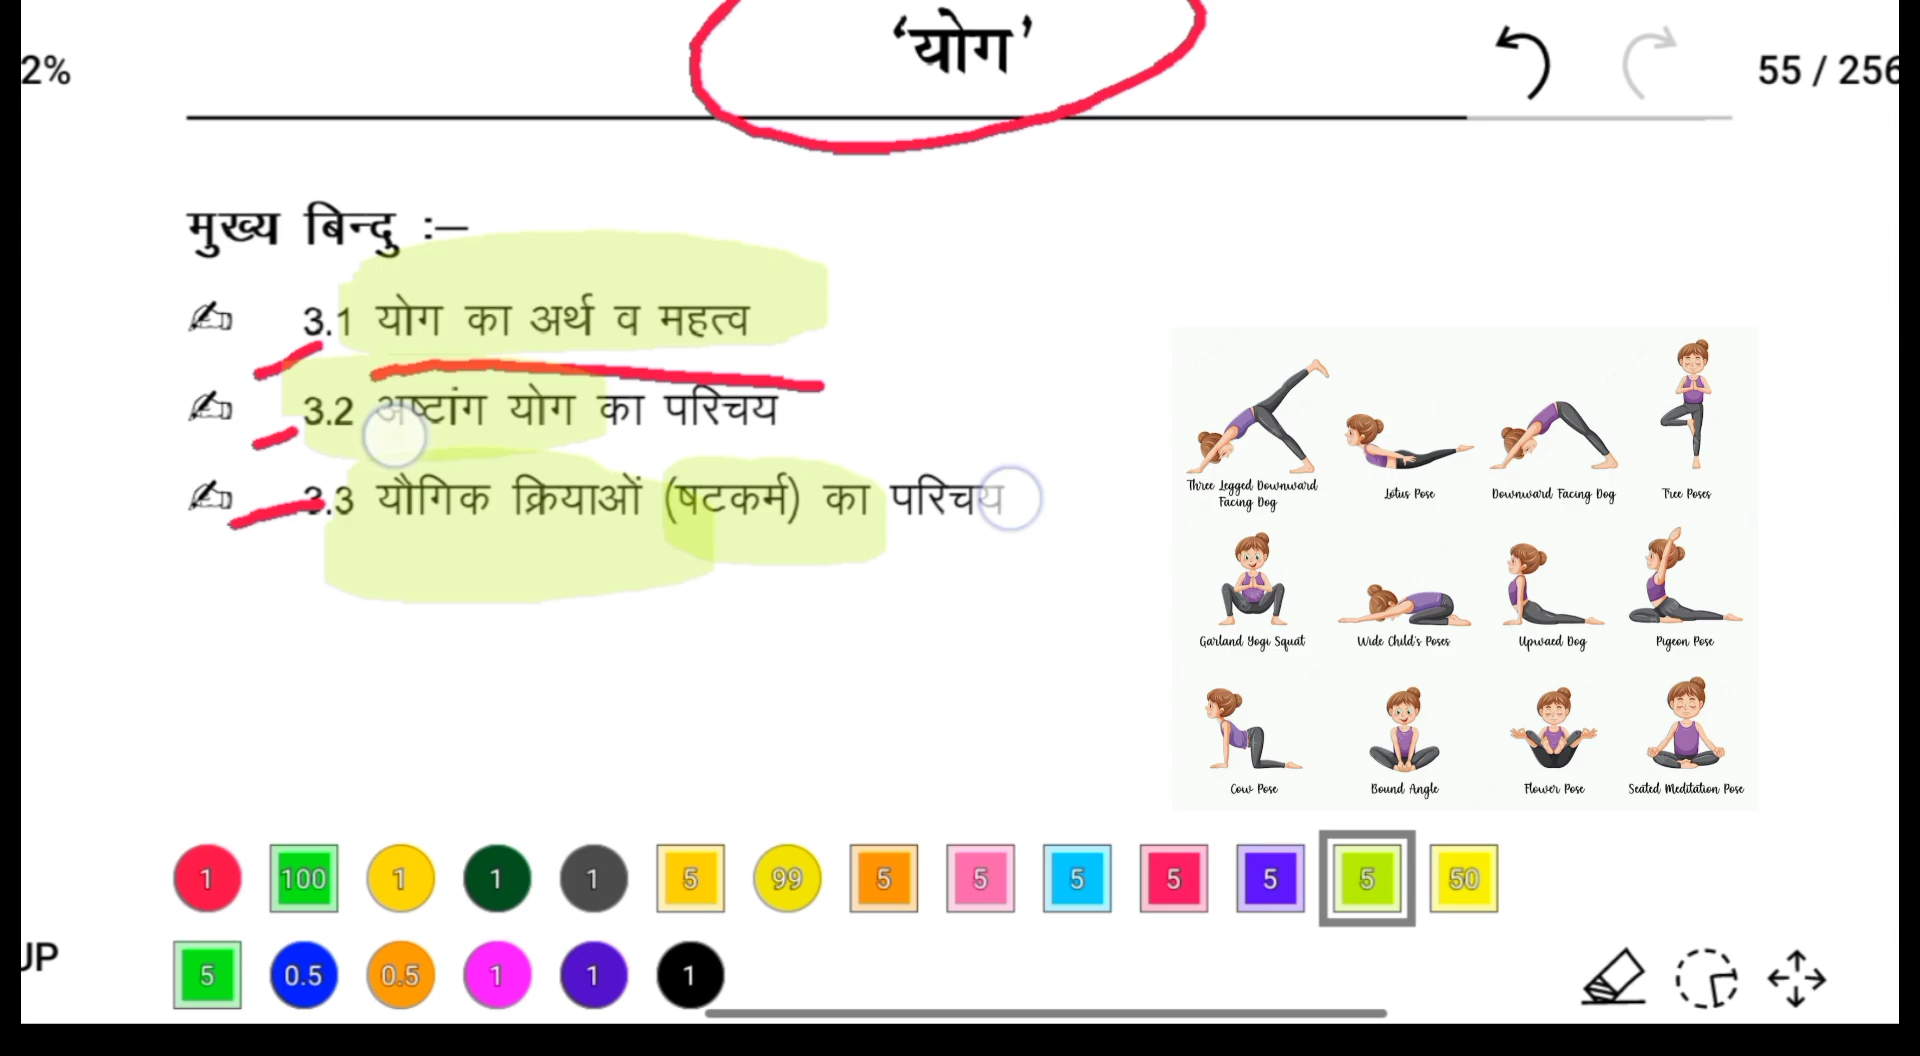 ‘योग’
2%
55 / 256
मुख्य बिन्दु :–
3.1 योग का अर्थ व महत्व
3.2 अष्टांग योग का परिचय
3.3 यौगिक क्रियाओं (षटकर्म) का परिचय
Three Legged Downward Facing Dog
Lotus Pose
Downward Facing Dog
Tree Poses
Garland Yogi Squat
Wide Child's Poses
Upwaed Dog
Pigeon Pose
Cow Pose
Bound Angle
Flower Pose
Seated Meditation Pose
1 100 1 1 1 5 99 5 5 5 5 5 5 50
UP
5 0.5 0.5 1 1 1